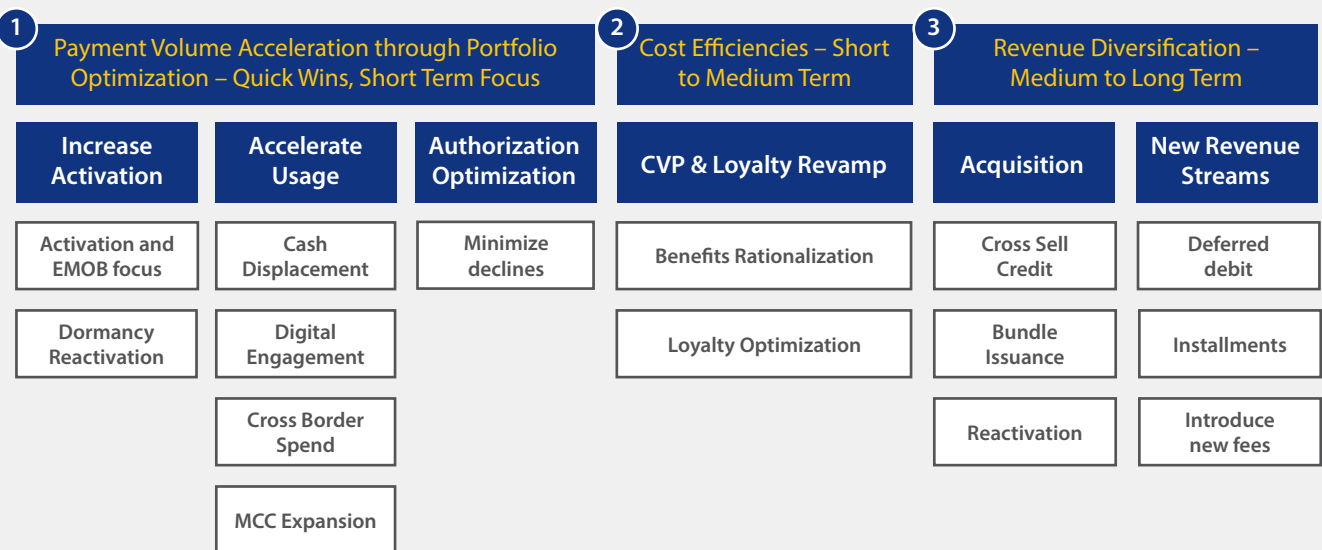 1
Payment Volume Acceleration through Portfolio
Optimization – Quick Wins, Short Term Focus
2
Cost Efficiencies – Short
to Medium Term
3
Revenue Diversification –
Medium to Long Term
Increase
Activation
Accelerate
Usage
Authorization
Optimization
CVP & Loyalty Revamp
Acquisition
New Revenue
Streams
Activation and
EMOB focus
Cash
Displacement
Minimize
declines
Benefits Rationalization
Cross Sell
Credit
Deferred
debit
Dormancy
Reactivation
Digital
Engagement
Loyalty Optimization
Bundle
Issuance
Installments
Cross Border
Spend
Reactivation
Introduce
new fees
MCC Expansion